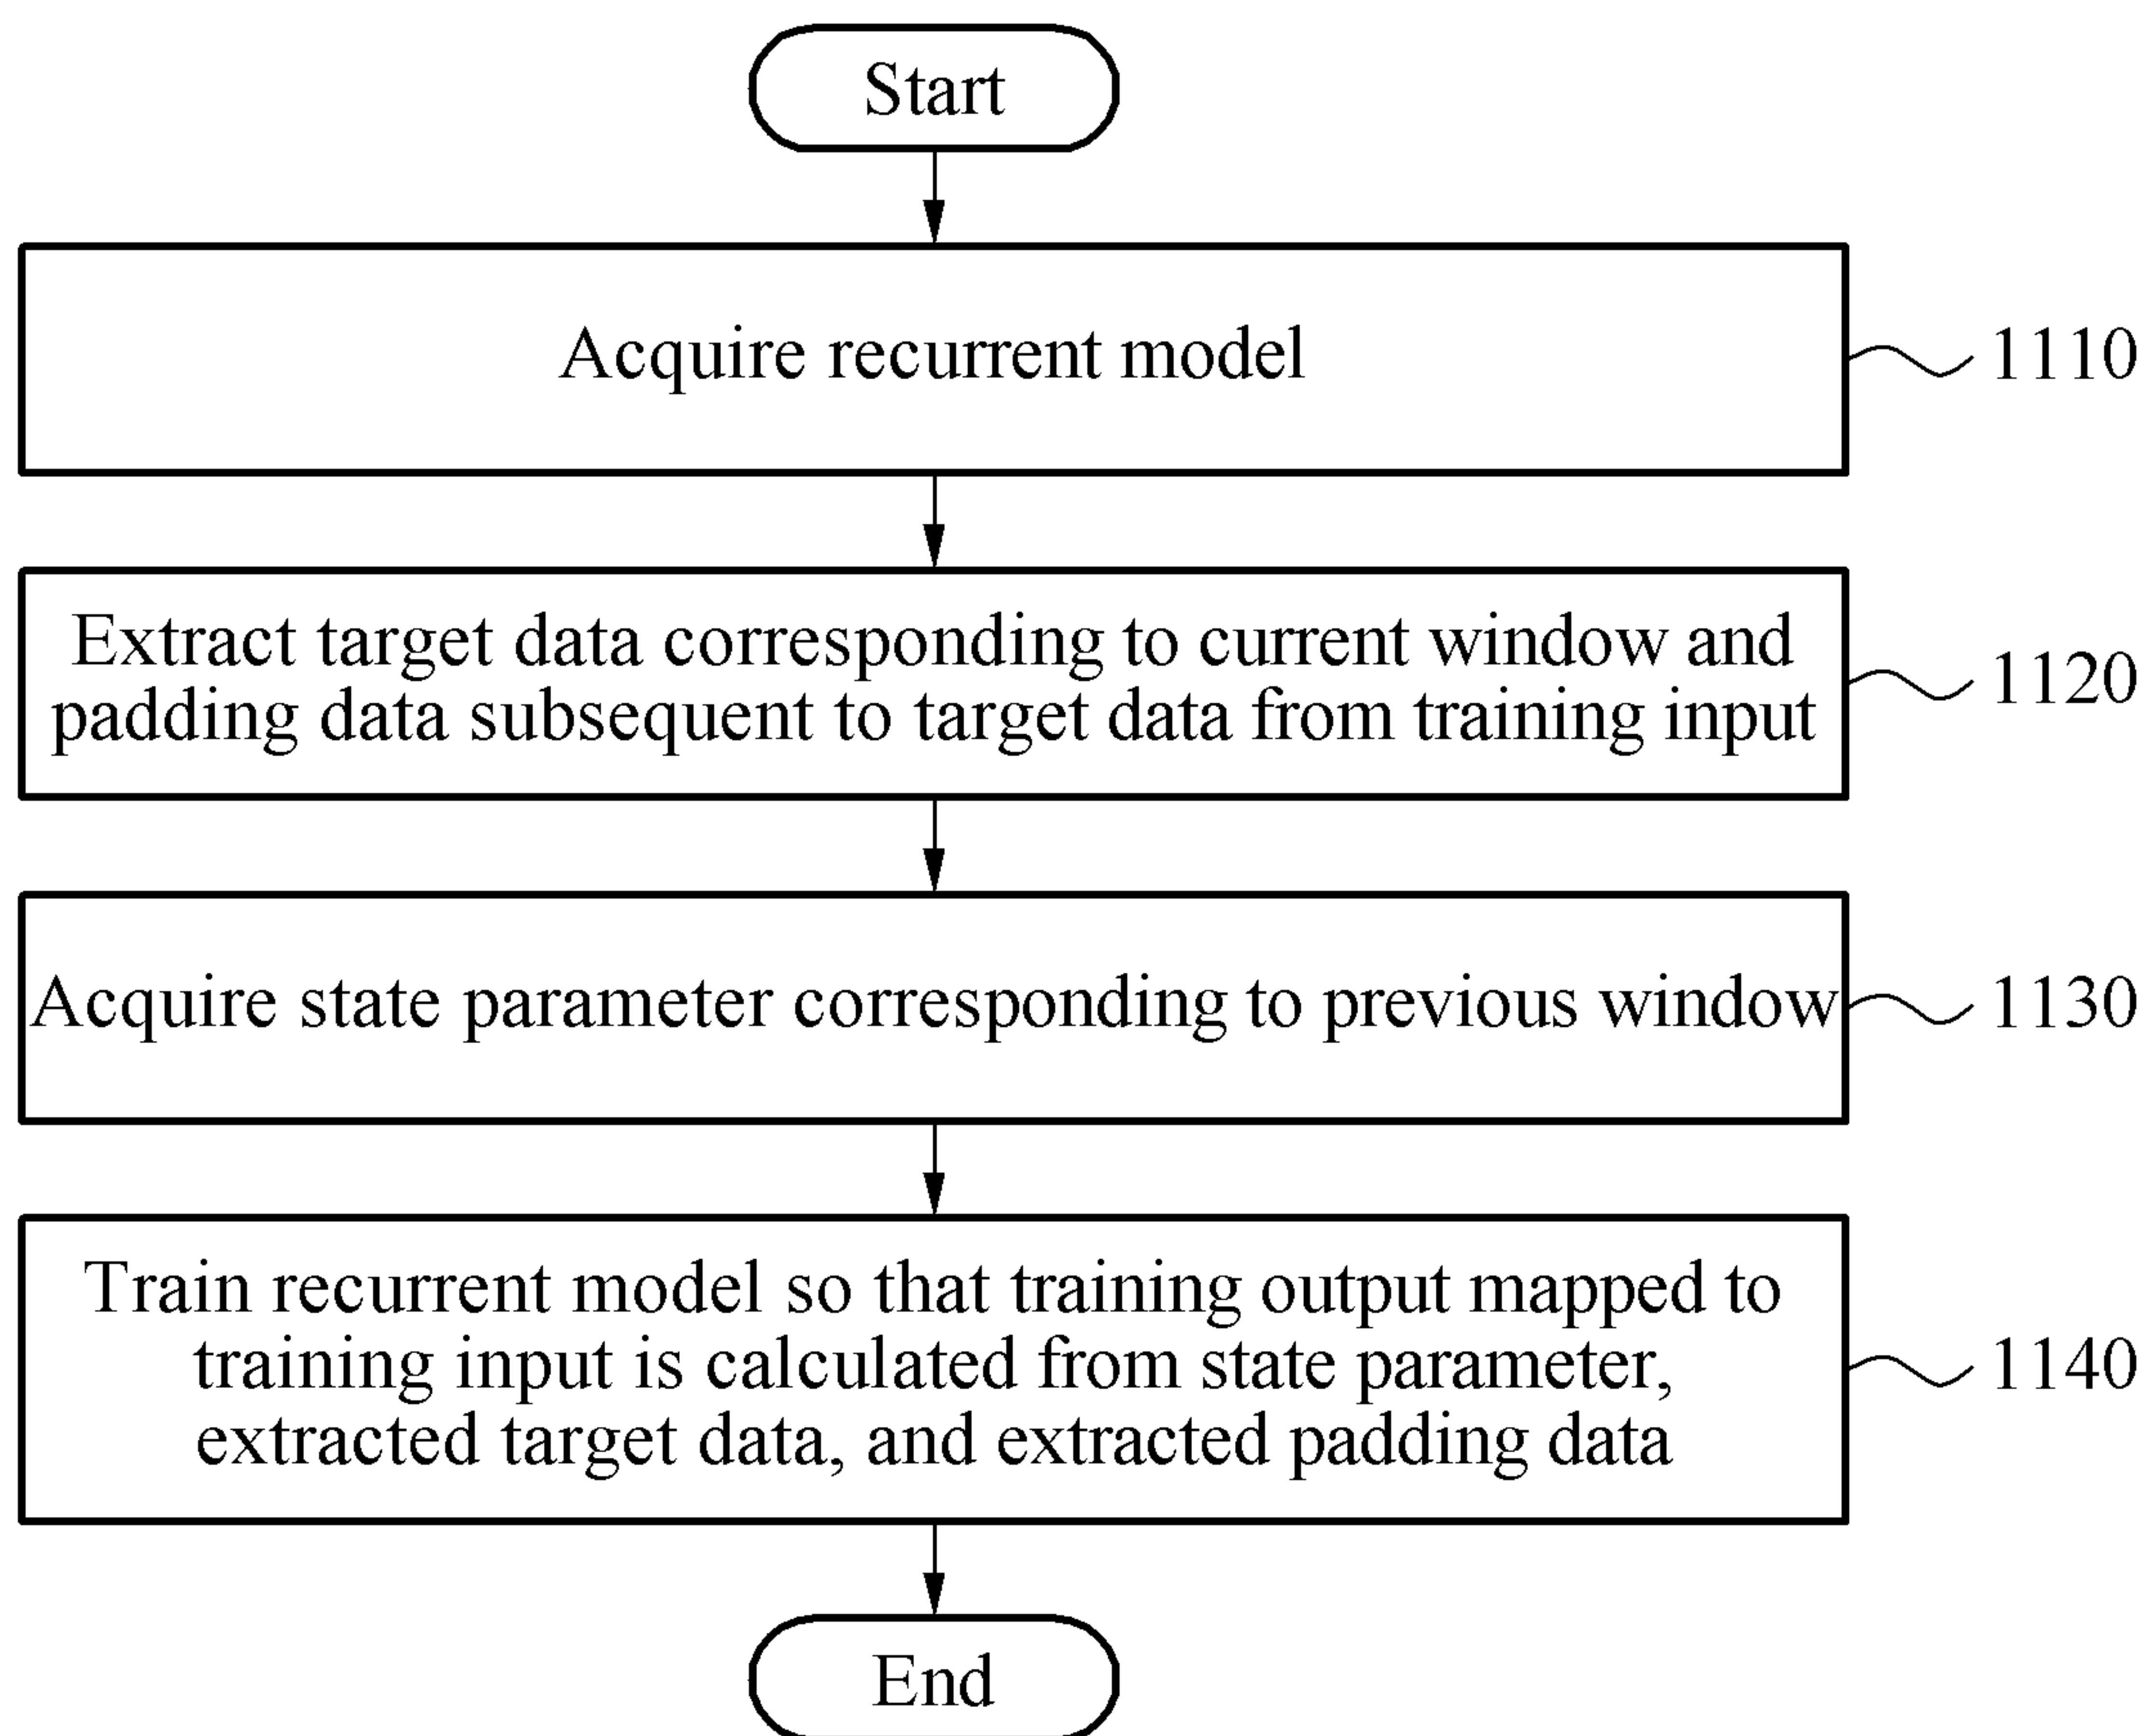 Start
Acquire recurrent model
1110
Extract target data corresponding to current window and
padding data subsequent to target data from training input
1120
Acquire state parameter corresponding to previous window
1130
Train recurrent model so that training output mapped to
training input is calculated from state parameter,
extracted target data, and extracted padding data
1140
End